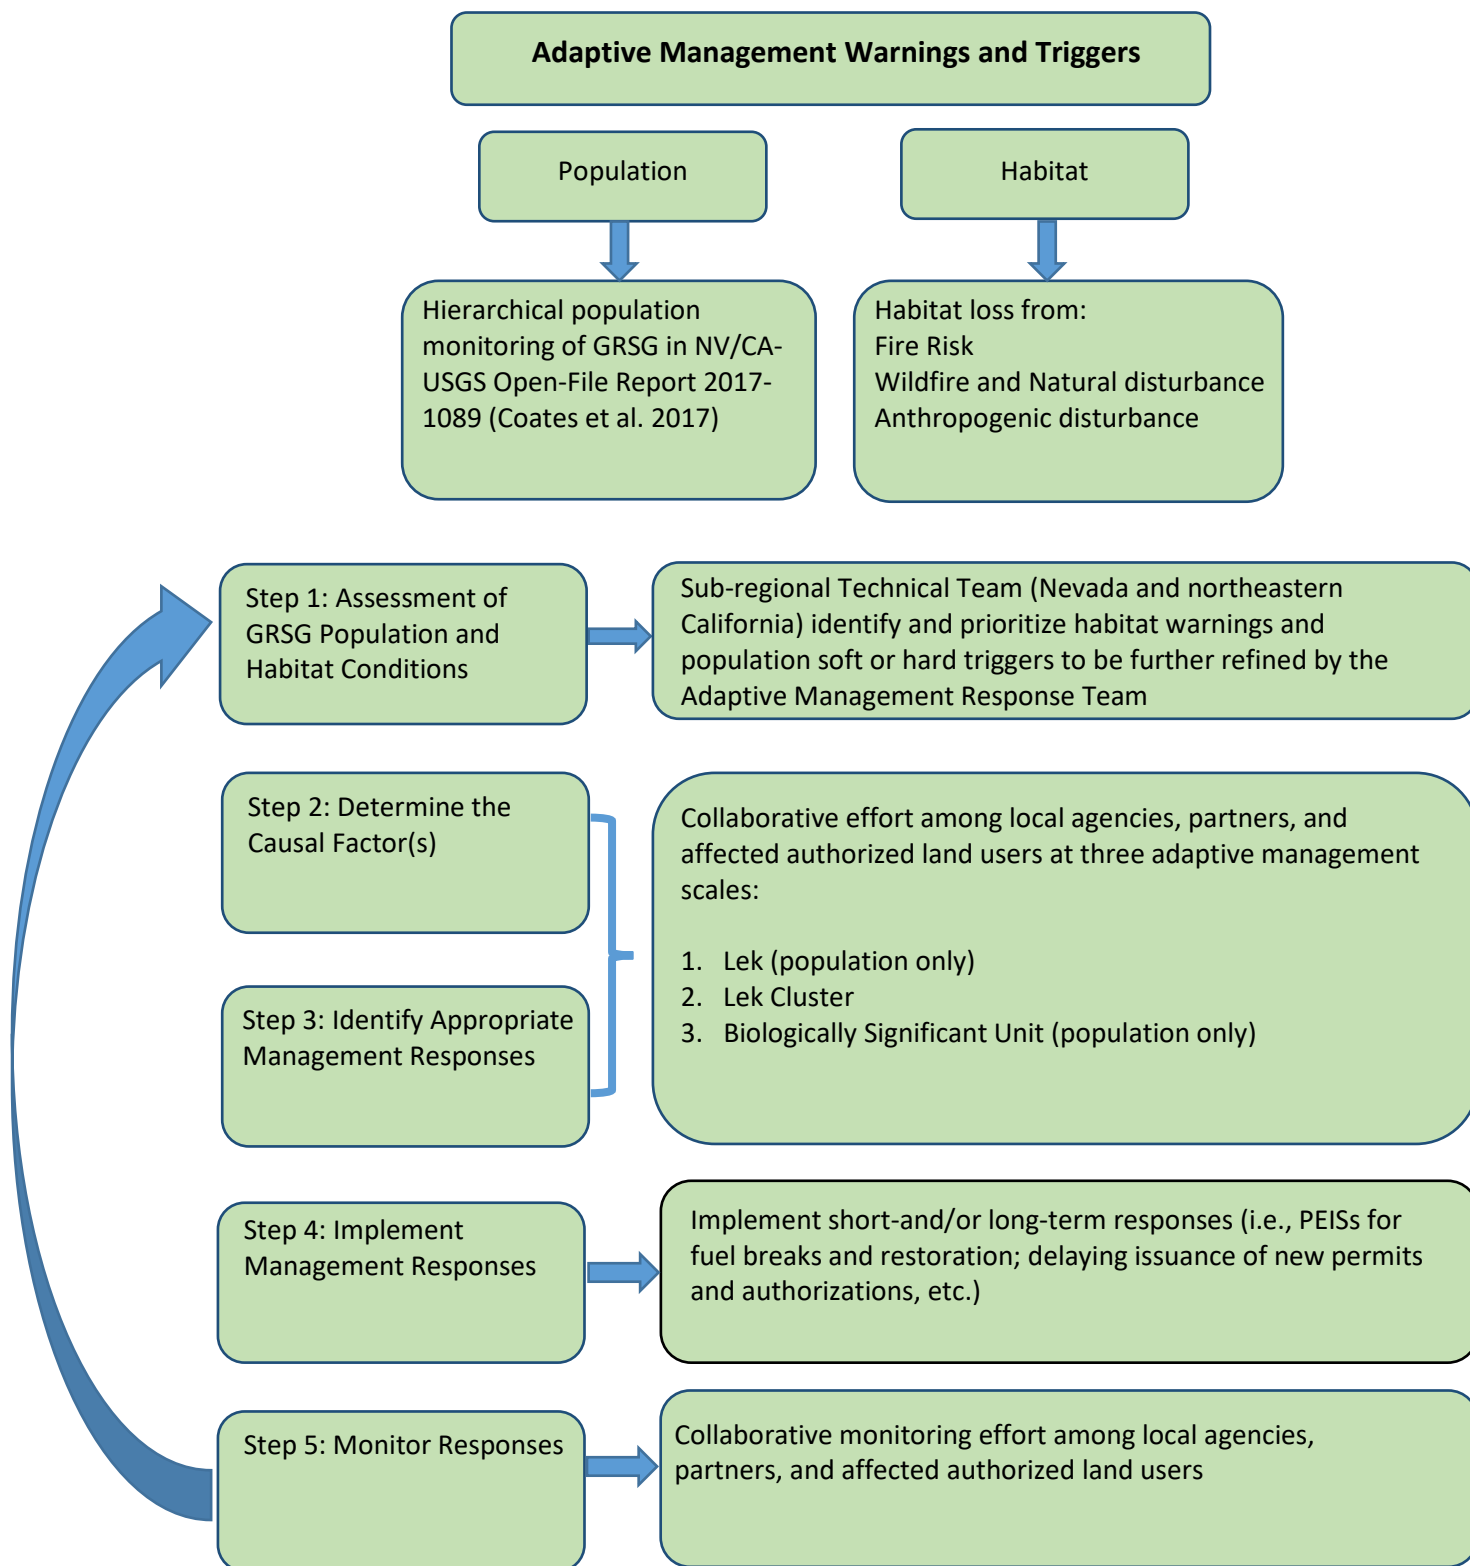 Adaptive Management Warnings and Triggers
Population
Habitat
Hierarchical population
monitoring of GRSG in NV/CA-
USGS Open-File Report 2017-
1089 (Coates et al. 2017)
Habitat loss from:
Fire Risk
Wildfire and Natural disturbance
Anthropogenic disturbance
Step 1: Assessment of
GRSG Population and
Habitat Conditions
Sub-regional Technical Team (Nevada and northeastern
California) identify and prioritize habitat warnings and
population soft or hard triggers to be further refined by the
Adaptive Management Response Team
Step 2: Determine the
Causal Factor(s)
Step 3: Identify Appropriate
Management Responses
Collaborative effort among local agencies, partners, and
affected authorized land users at three adaptive management
scales:
1. Lek (population only)
2. Lek Cluster
3. Biologically Significant Unit (population only)
Step 4: Implement
Management Responses
Implement short-and/or long-term responses (i.e., PEISs for
fuel breaks and restoration; delaying issuance of new permits
and authorizations, etc.)
Step 5: Monitor Responses
Collaborative monitoring effort among local agencies,
partners, and affected authorized land users